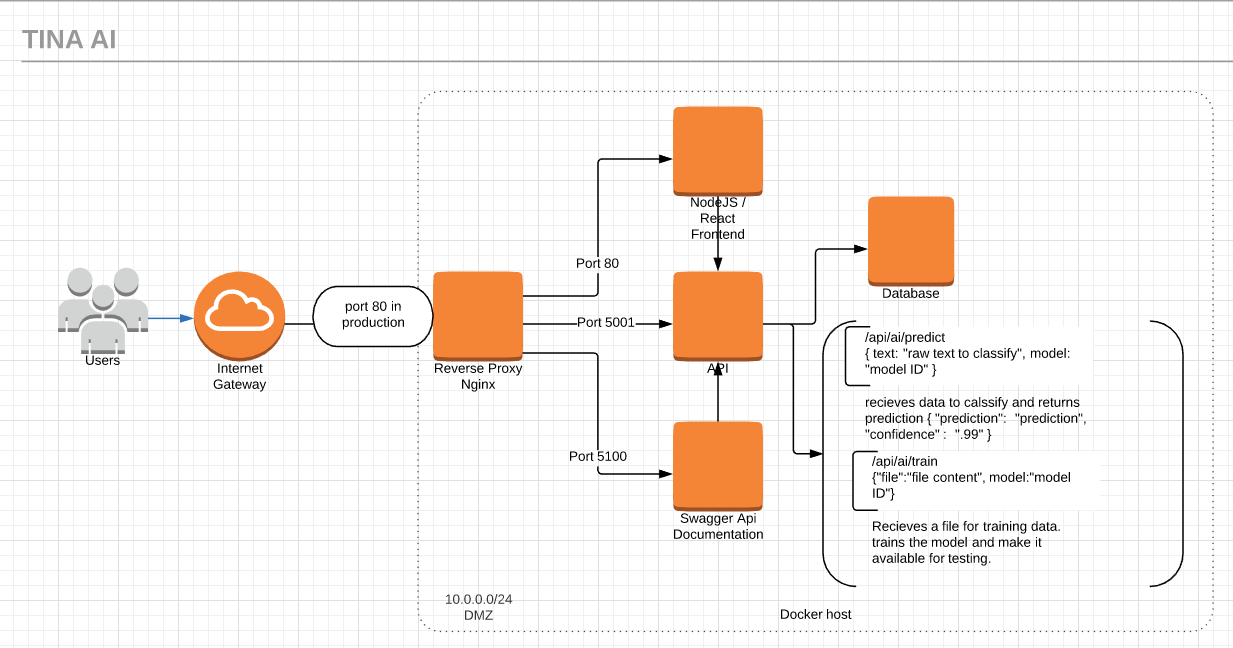 TINA AI
NodeJS /
React
Frontend
Port 80
Database
port 80 in
production
Port 5001
Users
Internet
Gateway
Reverse Proxy
Nginx
API
/api/ai/predict
{ text: "raw text to classify", model:
"model ID" }
recieves data to calssify and returns
prediction { "prediction": "prediction",
"confidence" : ".99" }
Port 5100
/api/ai/train
{"file":"file content", model:"model
ID"}
Swagger Api
Documentation
Recieves a file for training data.
trains the model and make it
available for testing.
10.0.0.0/24
DMZ
Docker host